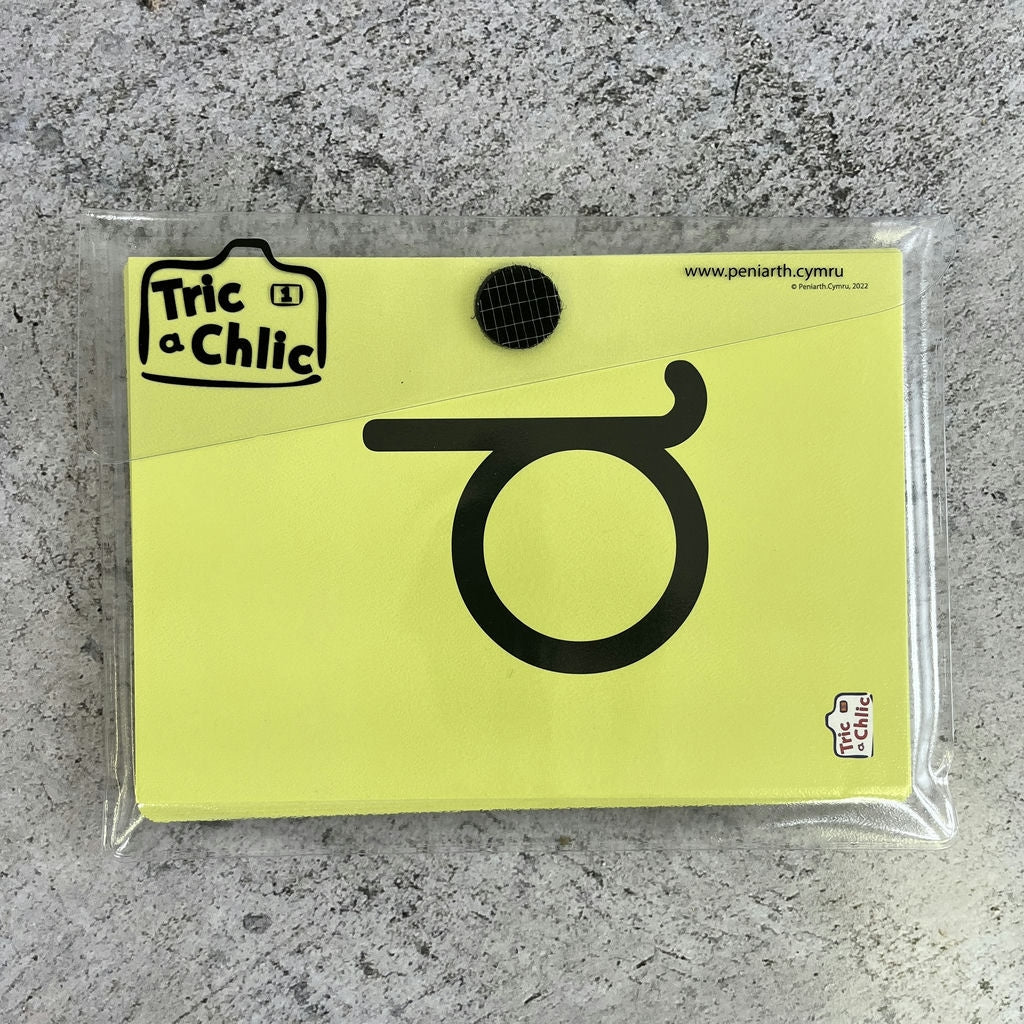 Tric 1
a Chlic
www.peniarth.cymru
© Peniarth.Cymru, 2022
d
Tric
a Chlic